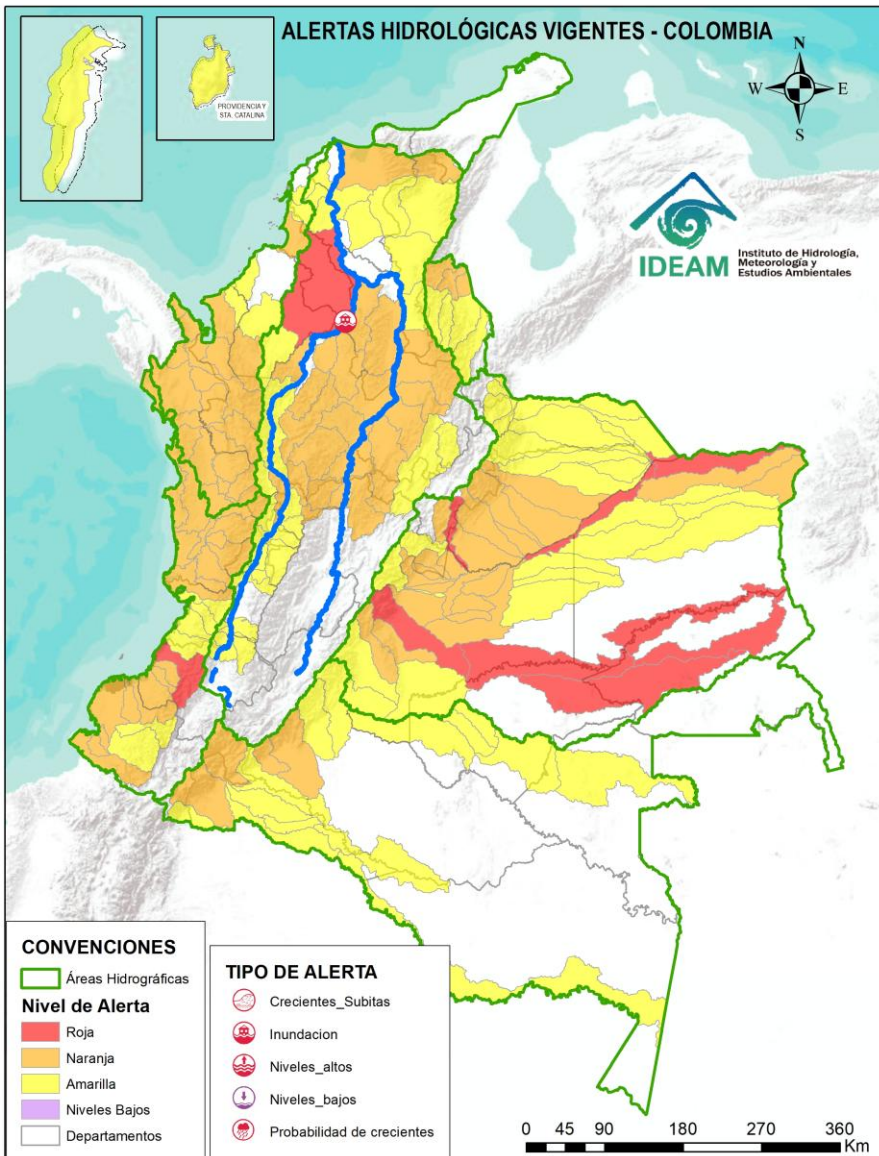 ALERTAS HIDROLÓGICAS VIGENTES - COLOMBIA
PROVIDENCIA Y
STA. CATALINA
N
W
E
S
IDEAM
Instituto de Hidrología,
Meteorología y
Estudios Ambientales
CONVENCIONES
Áreas Hidrográficas
Nivel de Alerta
Roja
Naranja
Amarilla
Niveles Bajos
Departamentos
TIPO DE ALERTA
Crecientes_Subitas
Inundacion
Niveles_altos
Niveles_bajos
Probabilidad de crecientes
0 45 90 180 270 360
Km